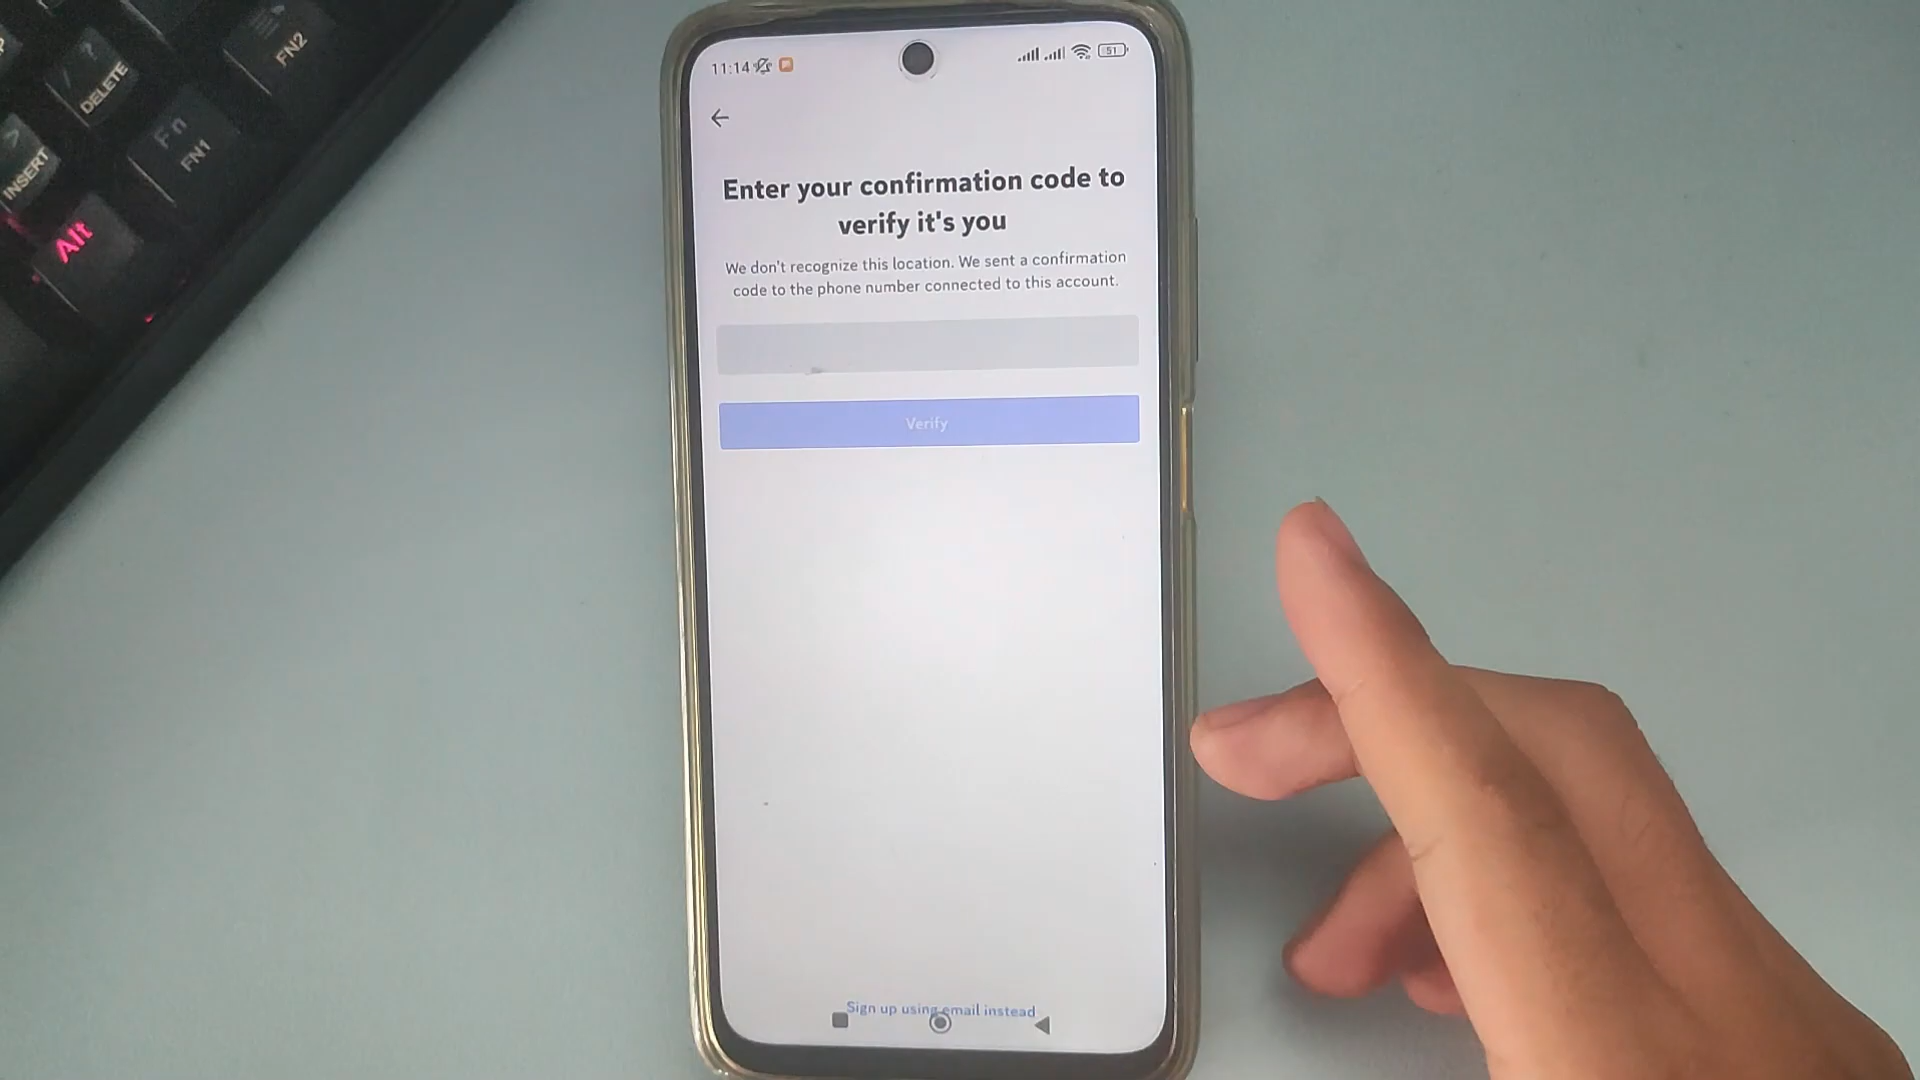 FN2
DELETE
Fn
FN1
INSERT
Alt
11:14
51
Enter your confirmation code to
verify it's you
We don't recognize this location. We sent a confirmation
code to the phone number connected to this account.
Verify
Sign up using email instead